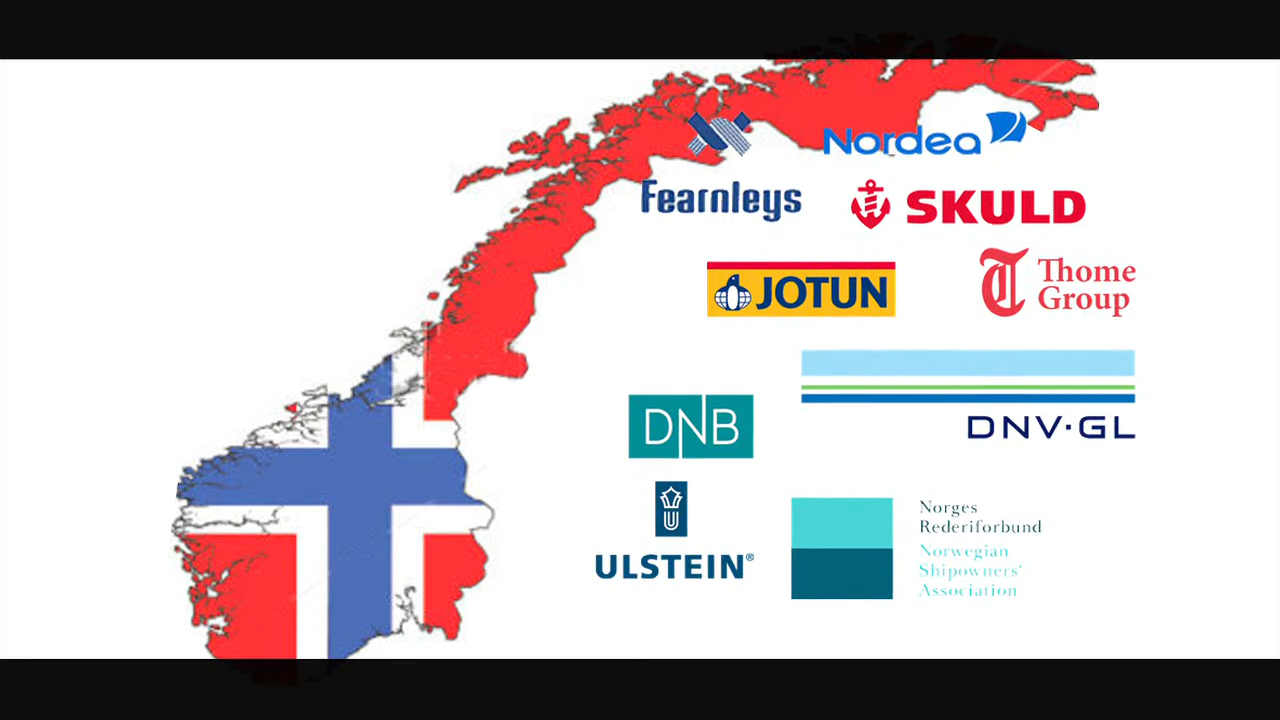 Nordea
Fearnleys
SKULD
JOTUN
Thome
Group
DNV·GL
DNB
ULSTEIN®
Norges
Rederiforbund
Norwegian
Shipowners'
Association